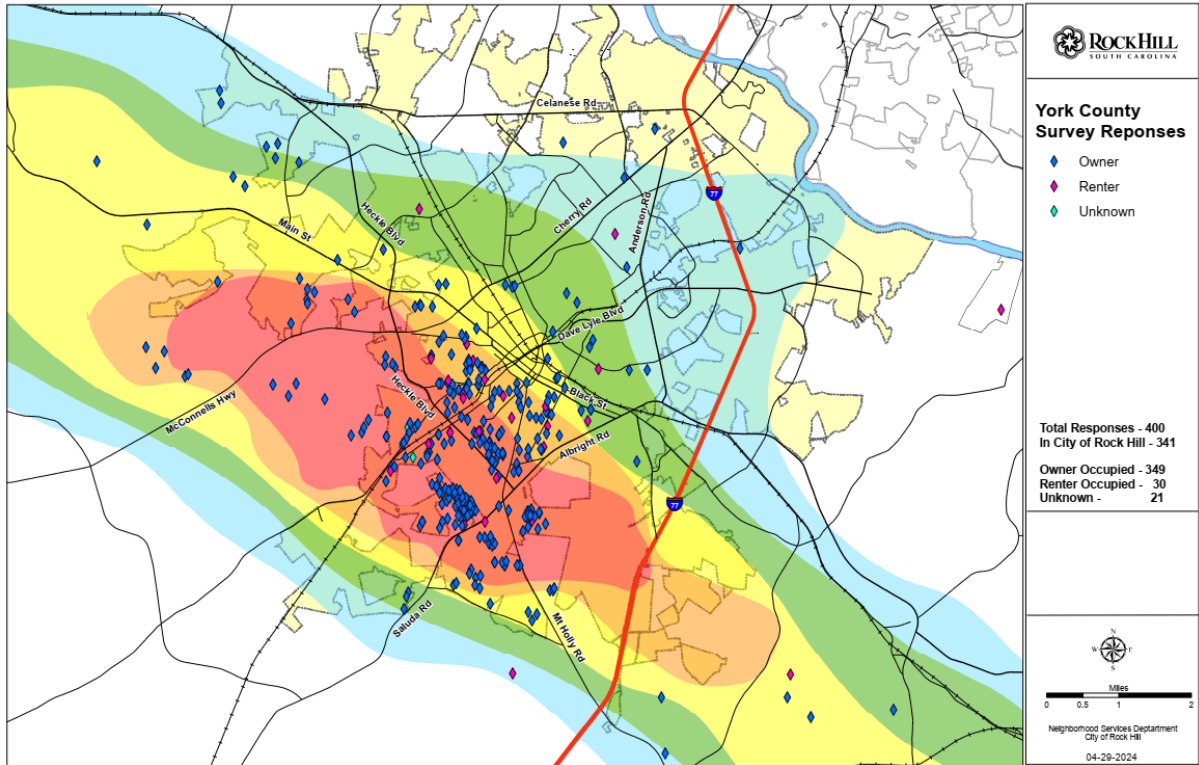 Celanese Rd
77
Cherry Rd
Anderson Rd
Heckle Blvd
Main St
Dave Lyle Blvd
Black St
Heckle Blvd
McConnells Hwy
Albright Rd
77
Saluda Rd
Mt Holly Rd
ROCK HILL
SOUTH CAROLINA
York County
Survey Reponses
Owner
Renter
Unknown
Total Responses - 400
In City of Rock Hill - 341
Owner Occupied - 349
Renter Occupied - 30
Unknown - 21
N
W E
S
Miles
0 0.5 1 2
Neighborhood Services Department
City of Rock Hill
04-29-2024